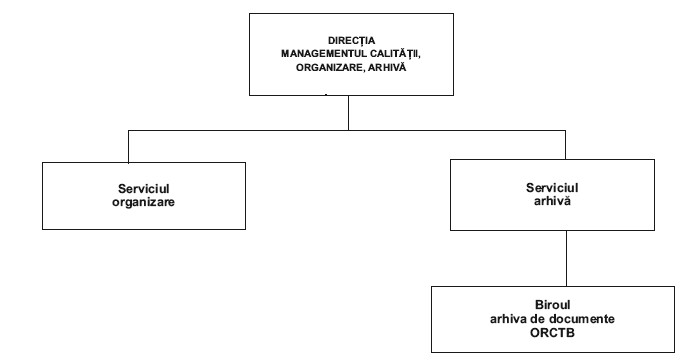 DIRECȚIA
MANAGEMENTUL CALITĂȚII,
ORGANIZARE, ARHIVĂ
Serviciul
organizare
Serviciul
arhivă
Biroul
arhiva de documente
ORCTB